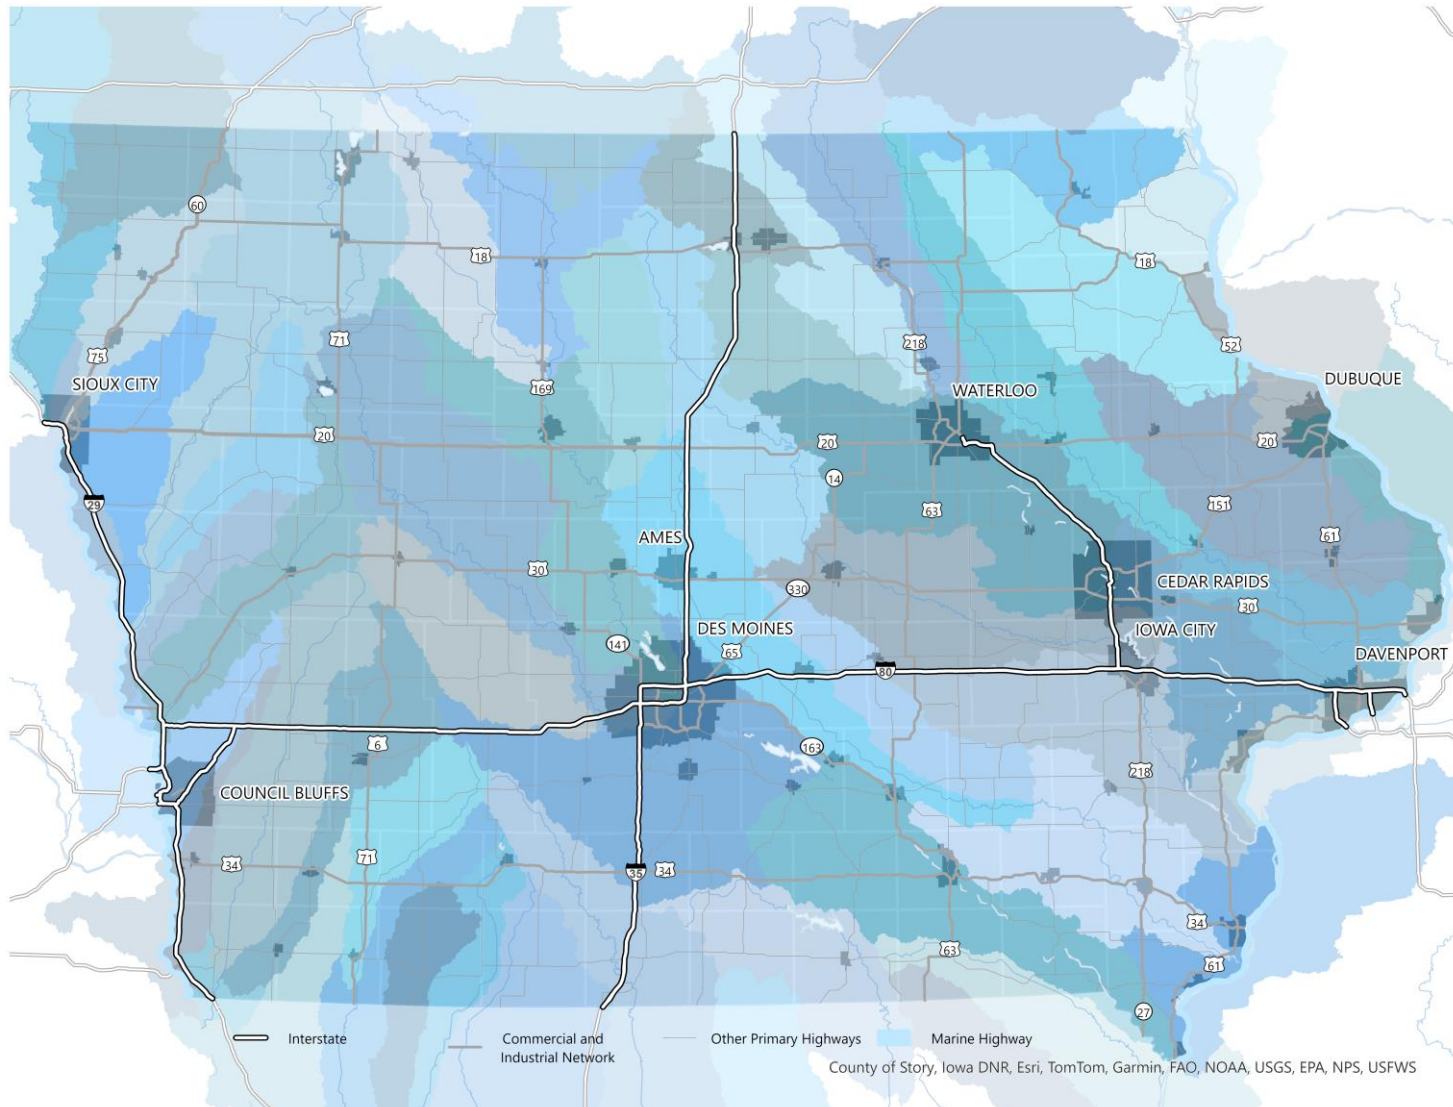 60
18
18
75
71
218
52
SIOUX CITY
169
WATERLOO
DUBUQUE
20
20
20
14
29
63
151
61
AMES
30
330
CEDAR RAPIDS
30
DES MOINES
IOWA CITY
141
65
80
DAVENPORT
6
163
218
COUNCIL BLUFFS
34
71
35
34
34
63
61
27
Interstate
Commercial and
Industrial Network
Other Primary Highways
Marine Highway
County of Story, Iowa DNR, Esri, TomTom, Garmin, FAO, NOAA, USGS, EPA, NPS, USFWS